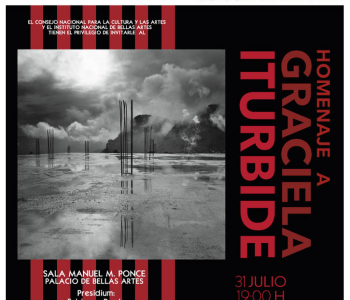 EL CONSEJO NACIONAL PARA LA CULTURA Y LAS ARTES
Y EL INSTITUTO NACIONAL DE BELLAS ARTES
TIENEN EL PRIVILEGIO DE INVITARLE AL
HOMENAJE A
GRACIELA
ITURBIDE
SALA MANUEL M. PONCE
PALACIO DE BELLAS ARTES
Presidium:
31 JULIO
19:00 H